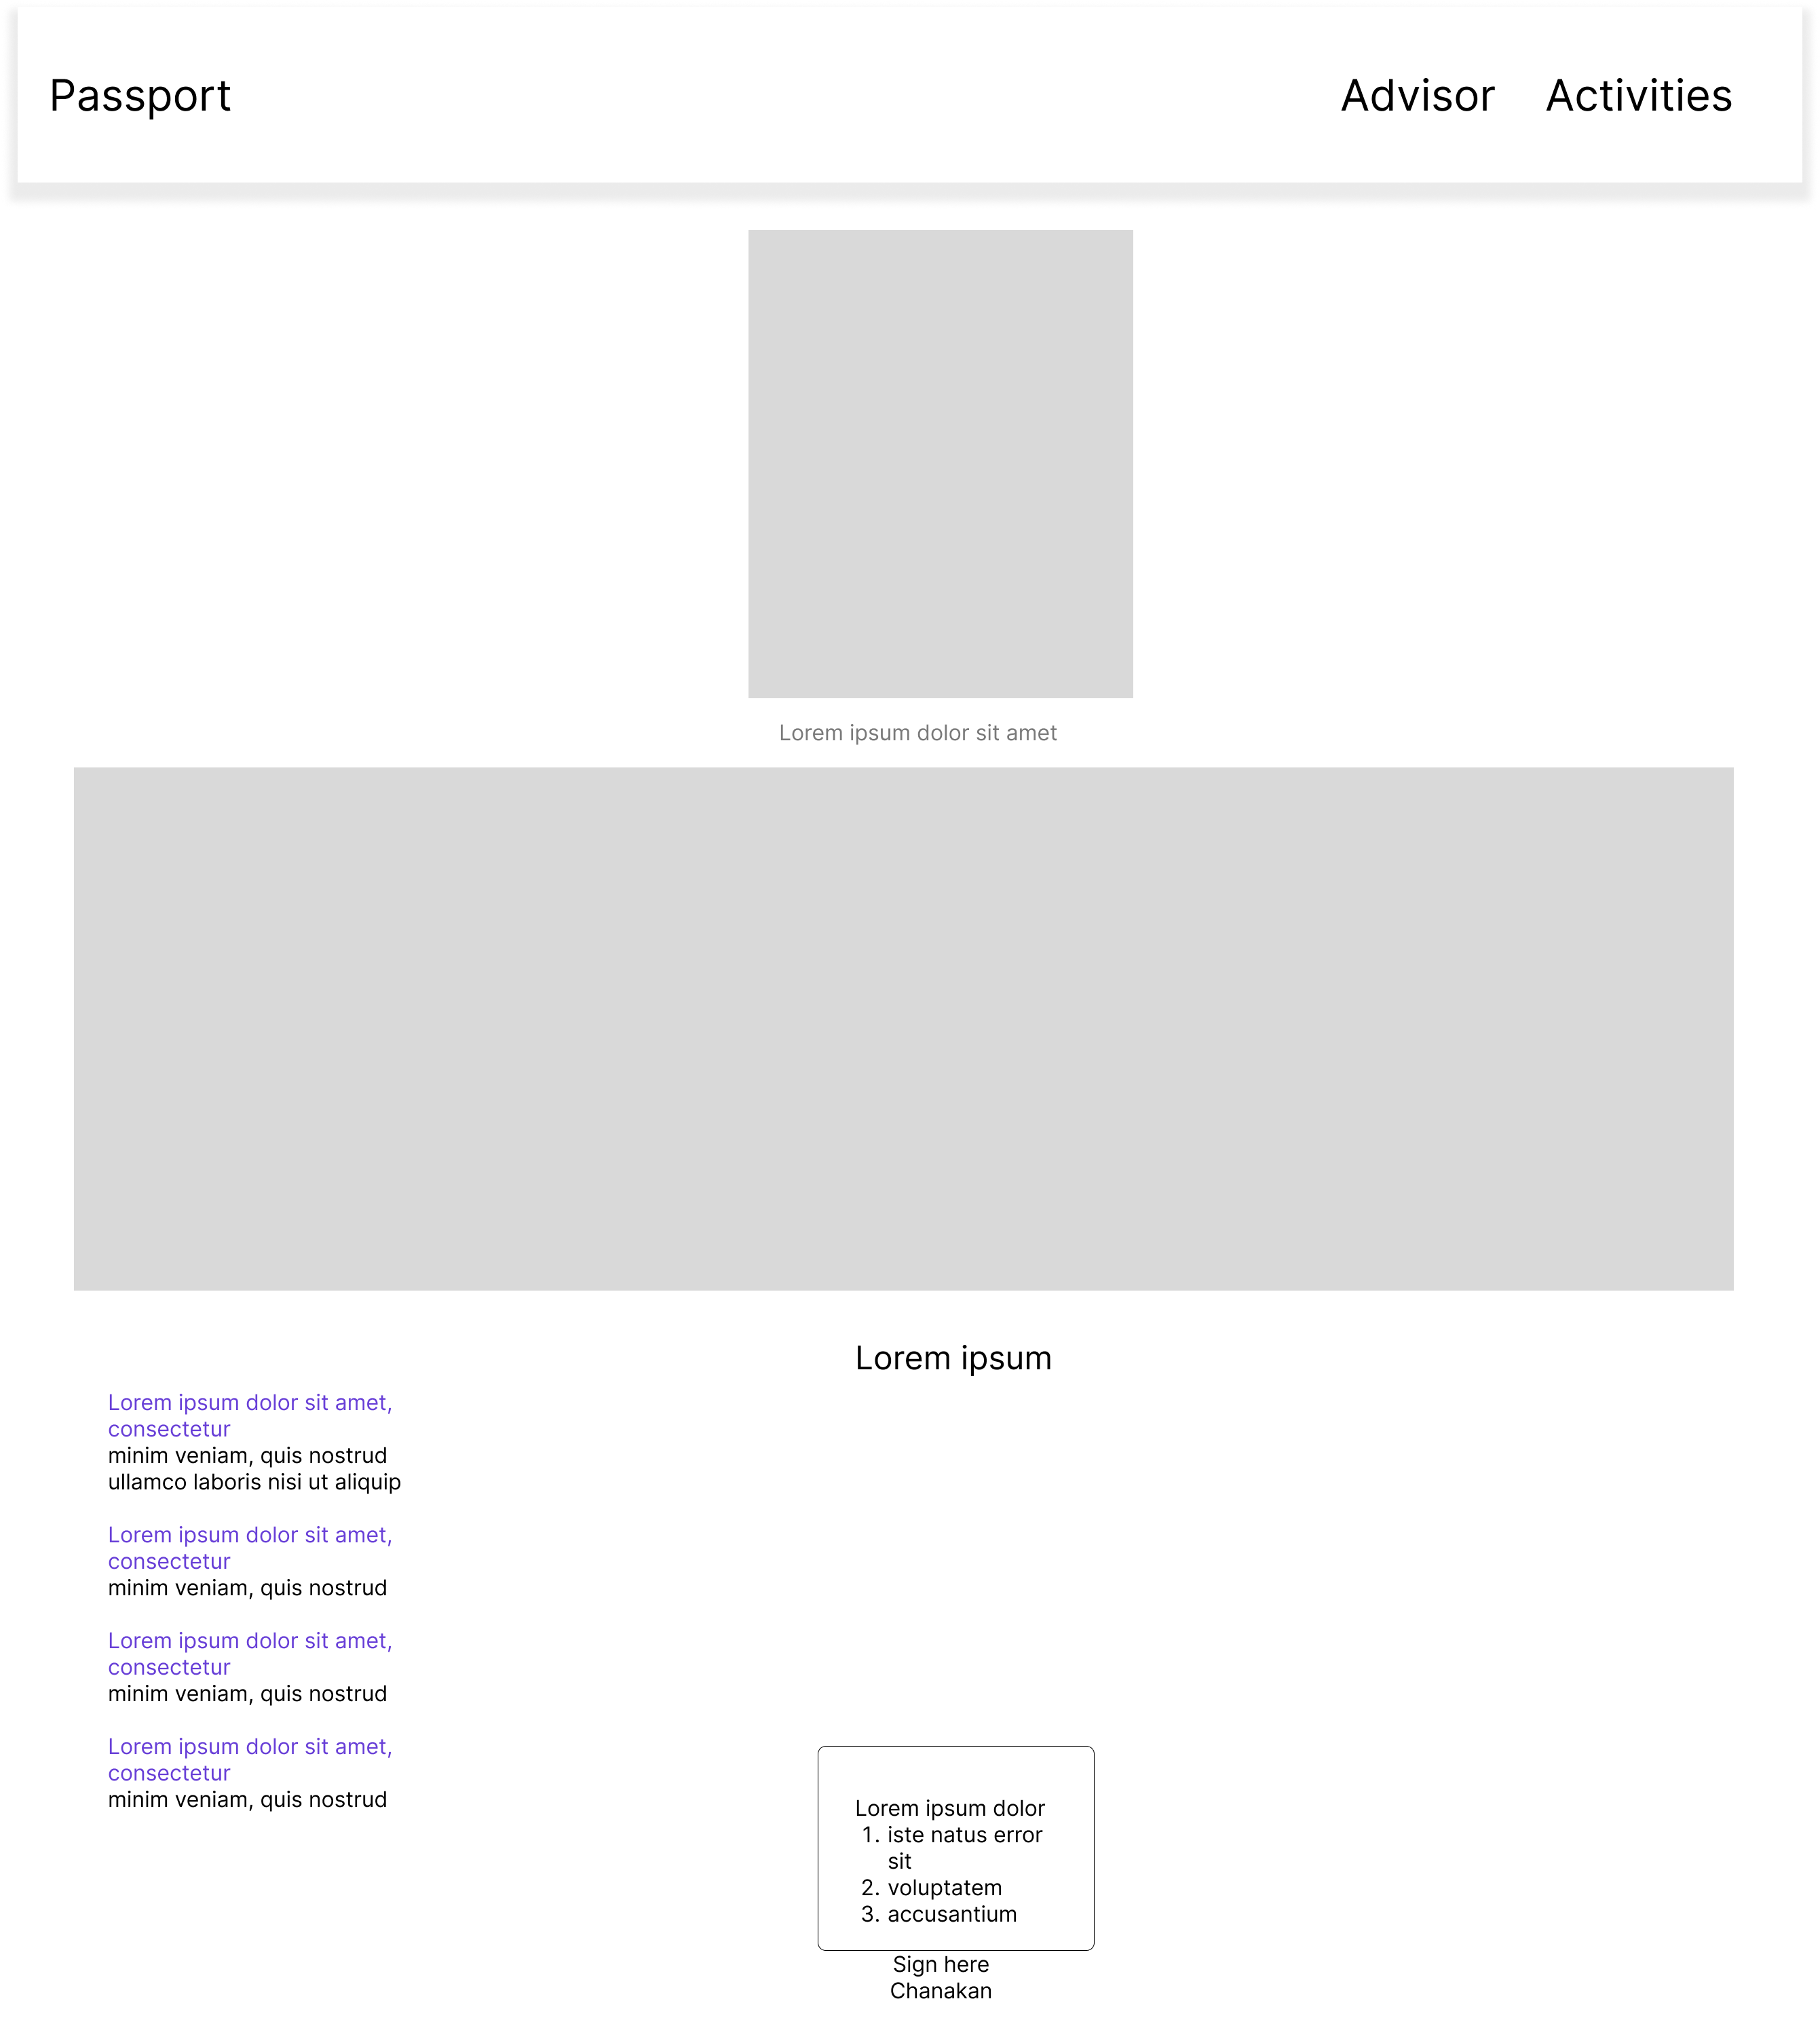 Passport
Advisor
Activities
Lorem ipsum dolor sit amet
Lorem ipsum
Lorem ipsum dolor sit amet,
consectetur
minim veniam, quis nostrud
ullamco laboris nisi ut aliquip
Lorem ipsum dolor sit amet,
consectetur
minim veniam, quis nostrud
Lorem ipsum dolor sit amet,
consectetur
minim veniam, quis nostrud
Lorem ipsum dolor sit amet,
consectetur
minim veniam, quis nostrud
Lorem ipsum dolor
1. iste natus error
sit
2. voluptatem
3. accusantium
Sign here
Chanakan